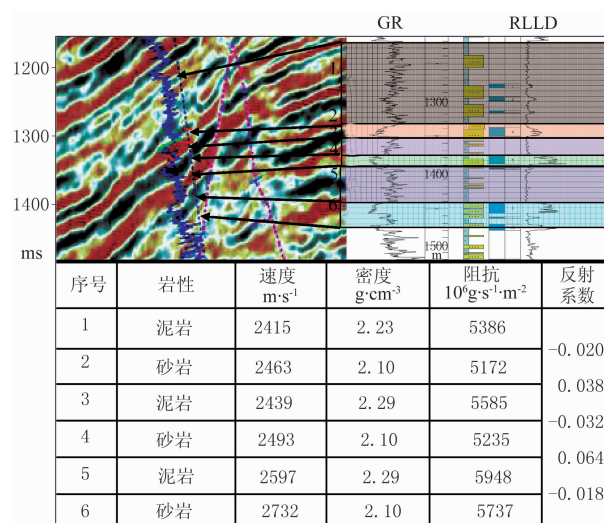 GR RLLD
1200
1300
1400
ms
1
2
5
6
1300
1400
1500
m
序号 岩性 速度 m·s⁻¹ 密度 g·cm⁻³ 阻抗 10⁶g·s⁻¹·m⁻² 反射系数
1 泥岩 2415 2.23 5386
-0.020
2 砂岩 2463 2.10 5172
0.038
3 泥岩 2439 2.29 5585
-0.032
4 砂岩 2493 2.10 5235
0.064
5 泥岩 2597 2.29 5948
-0.018
6 砂岩 2732 2.10 5737